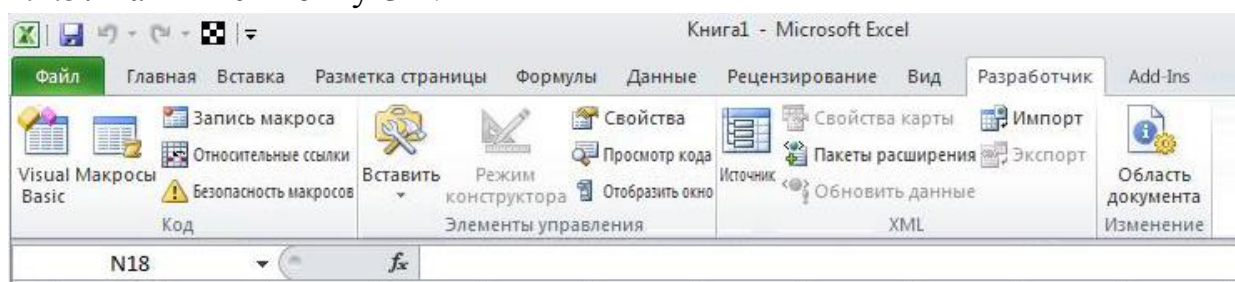 Книга1 - Microsoft Excel
Файл Главная Вставка Разметка страницы Формулы Данные Рецензирование Вид Разработчик Add-Ins
Visual Basic
Макросы
Запись макроса
Относительные ссылки
Безопасность макросов
Код
Вставить
Режим конструктора
Свойства
Просмотр кода
Отобразить окно
Элементы управления
Источник
Свойства карты
Пакеты расширения
Обновить данные
Импорт
Экспорт
XML
Область документа
Изменение
N18 fx